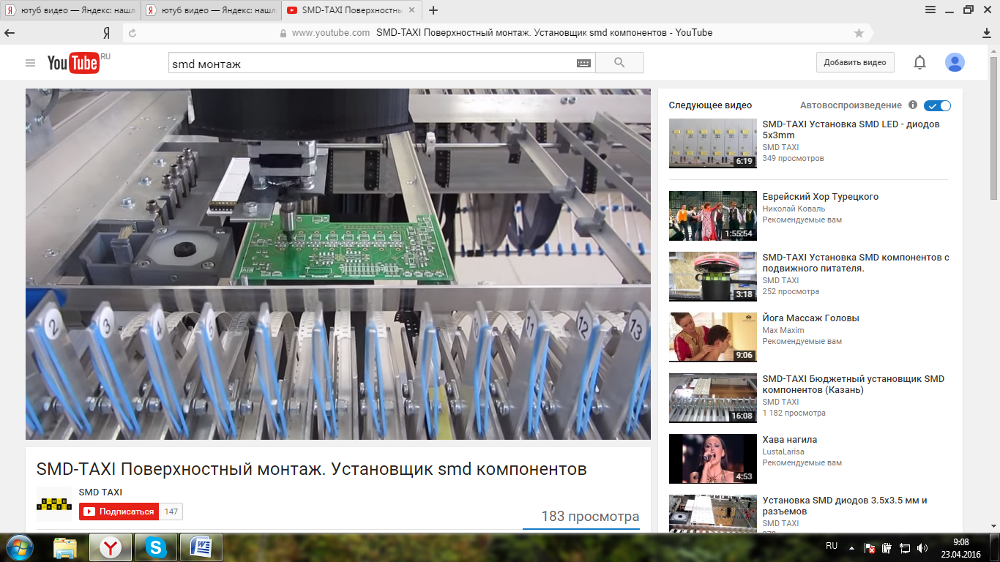 ютуб видео — Яндекс: нашл
ютуб видео — Яндекс: нашл
SMD-TAXI Поверхностны
Я
www.youtube.com SMD-TAXI Поверхностный монтаж. Установщик smd компонентов - YouTube
YouTube RU
smd монтаж
Добавить видео
2
3
4
5
11
12
13
SMD-TAXI Поверхностный монтаж. Установщик smd компонентов
SMD TAXI
Подписаться 147
183 просмотра
Следующее видео
Автовоспроизведение
SMD-TAXI Установка SMD LED - диодов
5x3mm
SMD TAXI
349 просмотров
6:19
Еврейский Хор Турецкого
Николай Коваль
Рекомендуемые вам
1:55:54
SMD-TAXI Установка SMD компонентов с
подвижного питателя.
SMD TAXI
252 просмотра
3:18
Йога Массаж Головы
Max Maxim
Рекомендуемые вам
9:06
SMD-TAXI Бюджетный установщик SMD
компонентов (Казань)
SMD TAXI
1 182 просмотра
16:08
Хава нагила
LustaLarisa
Рекомендуемые вам
4:53
Установка SMD диодов 3.5x3.5 мм и
разъемов
SMD TAXI
RU
9:08
23.04.2016